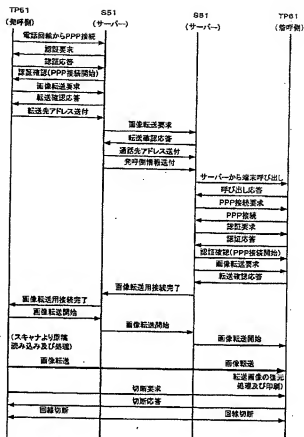 TP61
(発呼側)
S51
(サーバー)
S81
(サーバー)
TP61
(着呼側)
電話回線からPPP接続
認証要求
認証応答
認証確認(PPP接続開始)
画像転送要求
転送確認応答
転送先アドレス送付
画像転送要求
転送確認応答
通話先アドレス送付
発呼側情報送付
サーバーから端末呼び出し
呼び出し応答
PPP接続要求
PPP接続
認証要求
認証応答
認証確認(PPP接続開始)
画像転送要求
転送確認応答
画像転送用接続完了
画像転送用接続完了
画像転送開始
画像転送開始
画像転送開始
(スキャナより原稿
読み込み及び処理)
画像転送
画像転送
転送画像の復元
処理及び印刷)
切断要求
切断応答
回線切断
回線切断